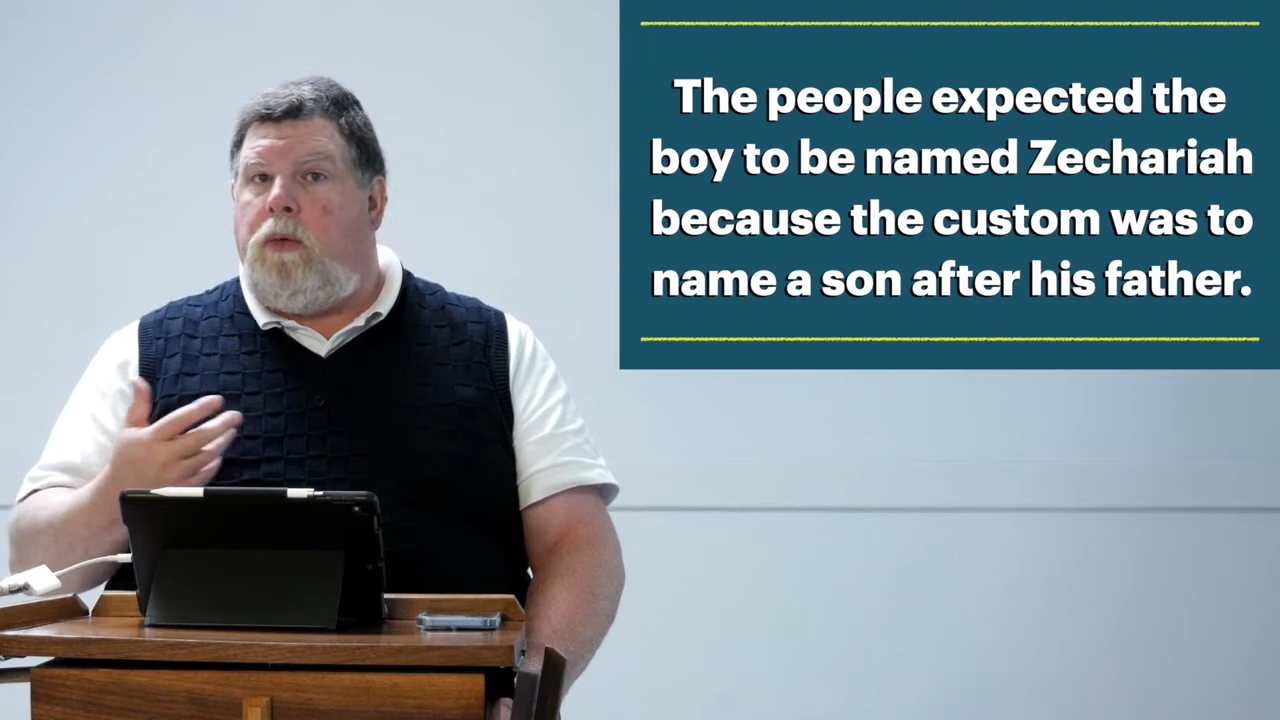 The people expected the
boy to be named Zechariah
because the custom was to
name a son after his father.